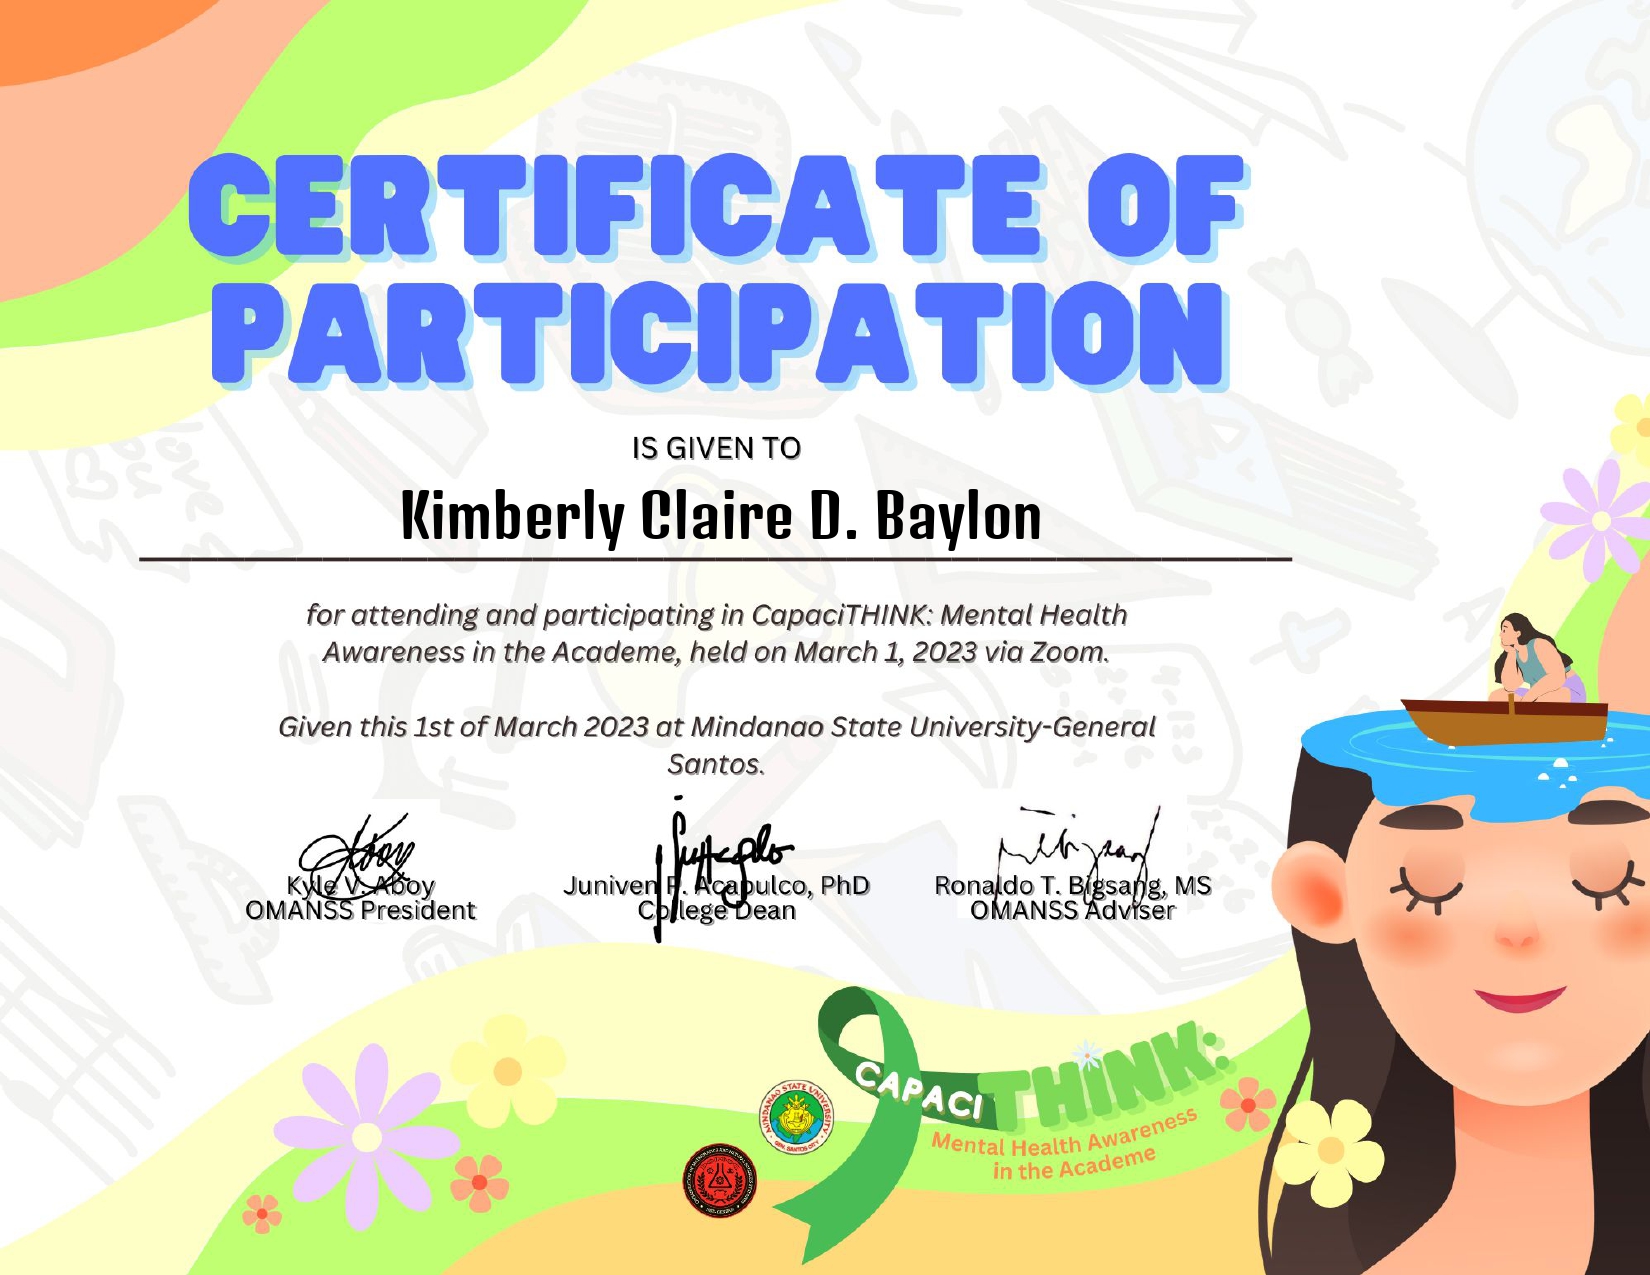 CERTIFICATE OF
PARTICIPATION
IS GIVEN TO
Kimberly Claire D. Baylon
for attending and participating in CapaciTHINK: Mental Health
Awareness in the Academe, held on March 1, 2023 via Zoom.
Given this 1st of March 2023 at Mindanao State University-General
Santos.
Kyle V. Aboy
OMANSS President
Juniven P. Acapulco, PhD
College Dean
Ronaldo T. Bigsang, MS
OMANSS Adviser
CAPACI THiNK:
Mental Health Awareness
in the Academe
MINDANAO STATE UNIVERSITY
GEN. SANTOS CITY